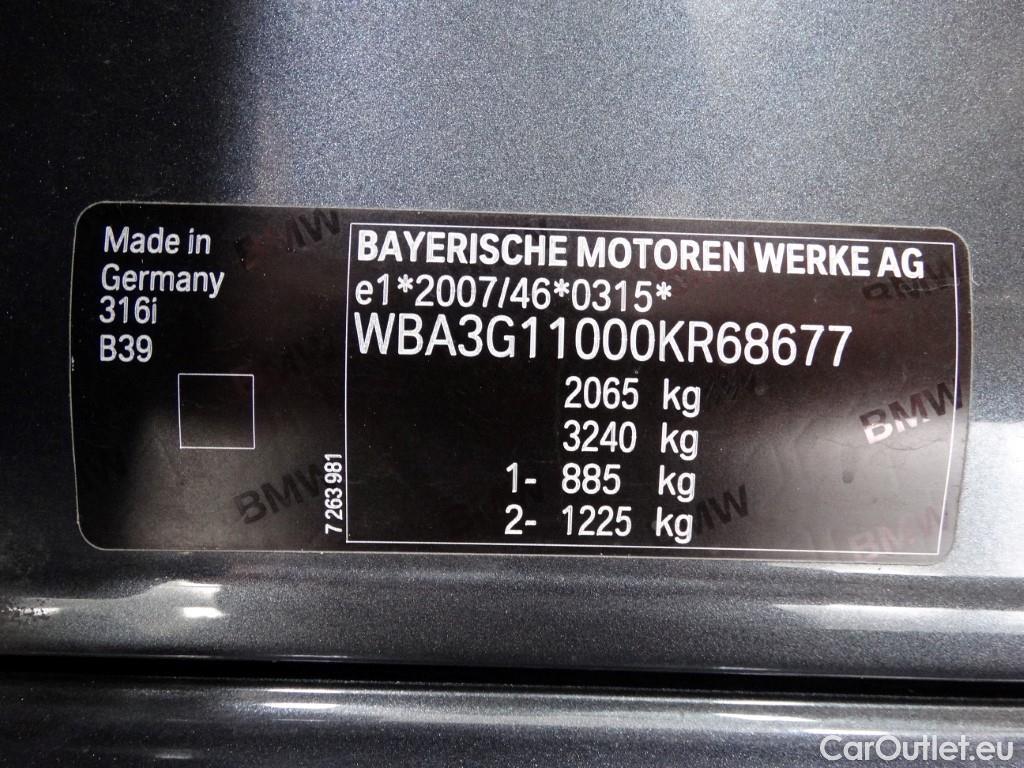 Made in
Germany
316i
B39
BAYERISCHE MOTOREN WERKE AG
e1*2007/46*0315*
WBA3G11000KR68677
2065 kg
3240 kg
1- 885 kg
2- 1225 kg
7 263 981
BMW
BMW
BMW
BMW
BMW
CarOutlet.eu